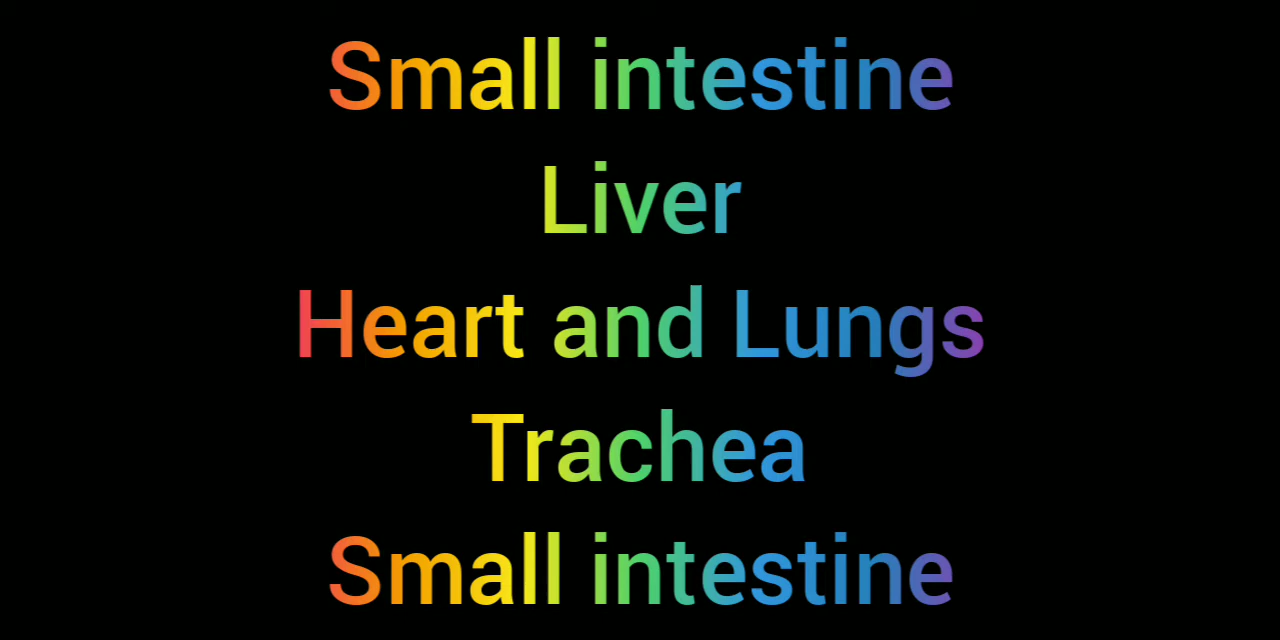 Small intestine
Liver
Heart and Lungs
Trachea
Small intestine